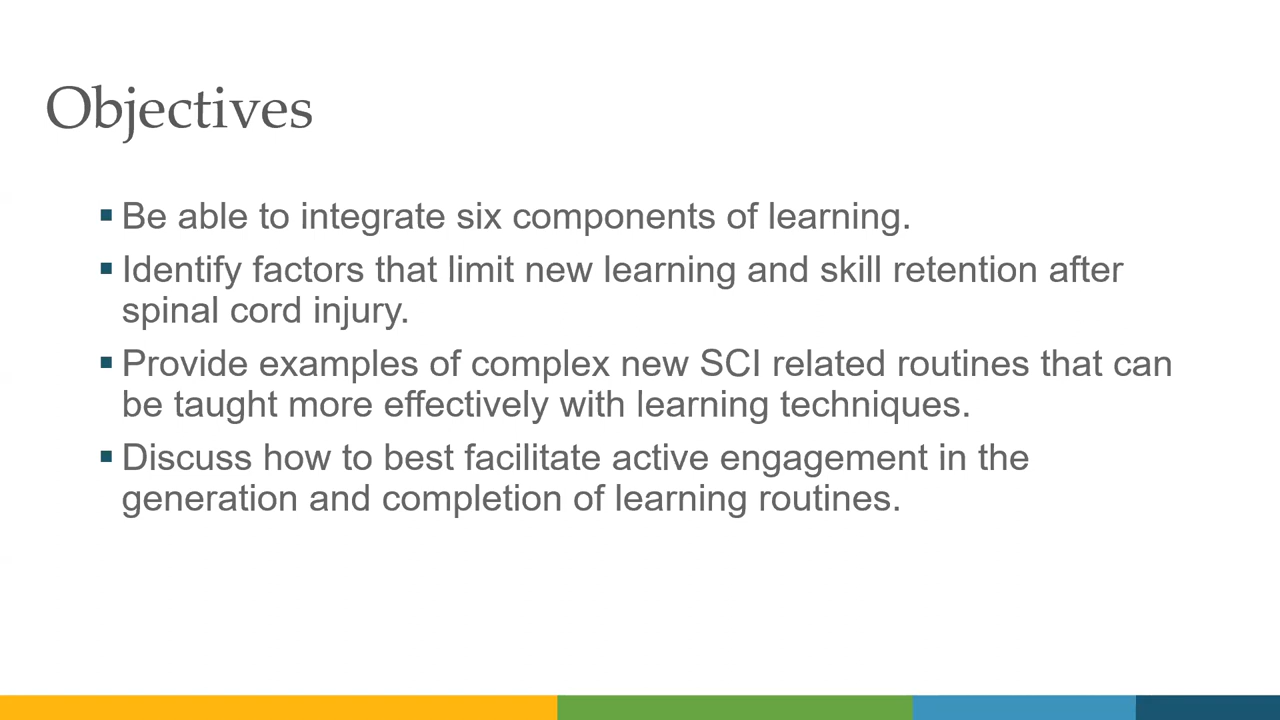 Objectives
▪ Be able to integrate six components of learning.
▪ Identify factors that limit new learning and skill retention after
spinal cord injury.
▪ Provide examples of complex new SCI related routines that can
be taught more effectively with learning techniques.
▪ Discuss how to best facilitate active engagement in the
generation and completion of learning routines.